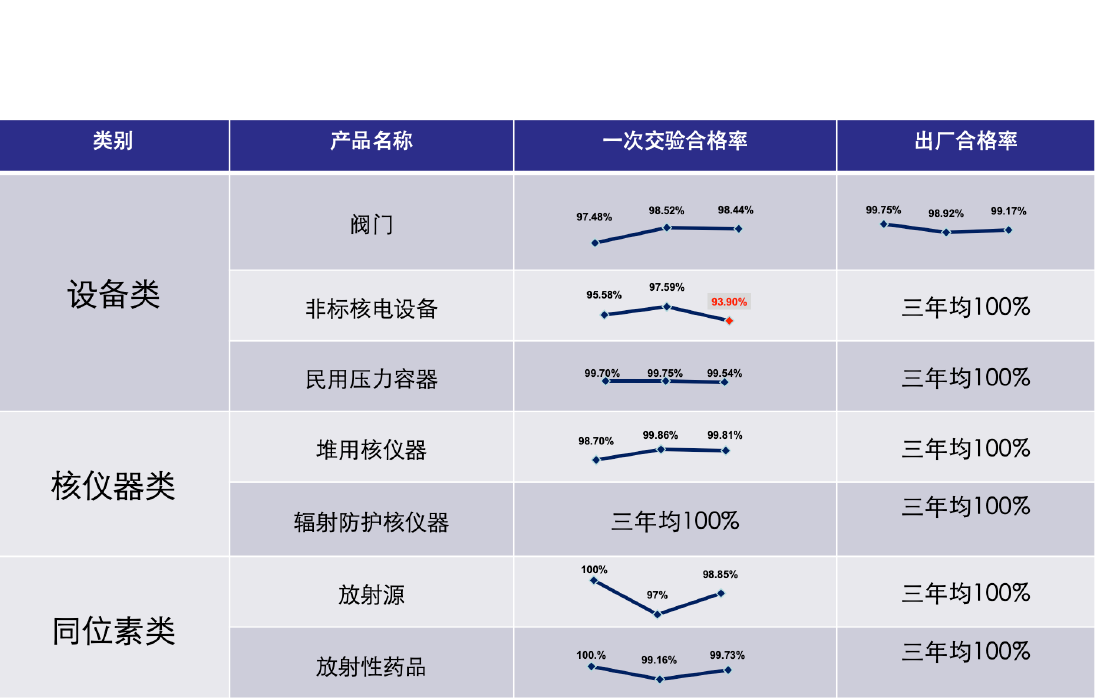 类别 产品名称 一次交验合格率 出厂合格率
设备类
阀门 97.48% 98.52% 98.44% 99.75% 98.92% 99.17%
非标核电设备 95.58% 97.59% 93.90% 三年均100%
民用压力容器 99.70% 99.75% 99.54% 三年均100%
核仪器类
堆用核仪器 98.70% 99.86% 99.81% 三年均100%
辐射防护核仪器 三年均100% 三年均100%
同位素类
放射源 100% 97% 98.85% 三年均100%
放射性药品 100.% 99.16% 99.73% 三年均100%